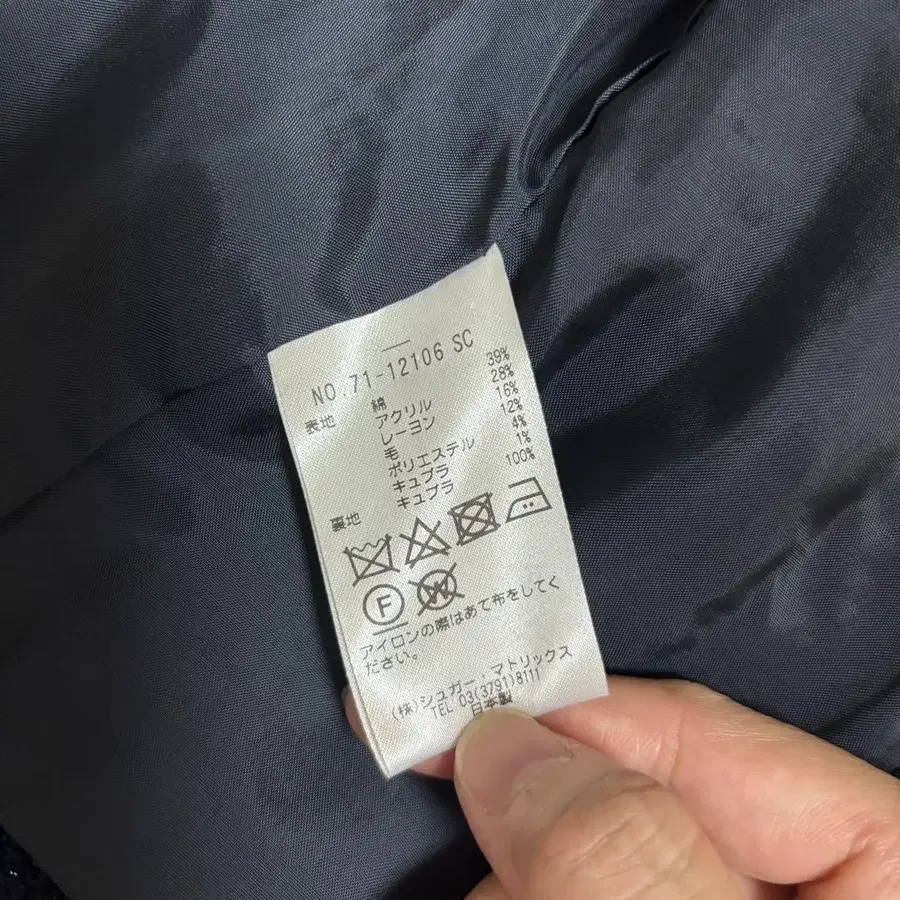 NO.71-12106 SC
表地 綿 39%
アクリル 28%
レーヨン 16%
毛 12%
ポリエステル 4%
キュプラ 1%
裏地 キュプラ 100%
F W
アイロンの際はあて布をしてく
ださい。
(株)シュガー・マトリックス
TEL 03(3791)8111
日本製